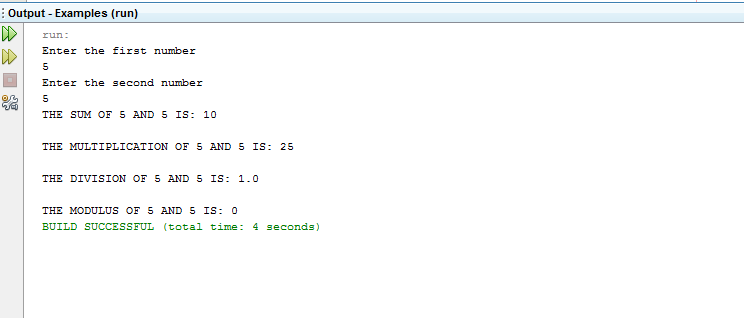 Output - Examples (run)
run:
Enter the first number
5
Enter the second number
5
THE SUM OF 5 AND 5 IS: 10
THE MULTIPLICATION OF 5 AND 5 IS: 25
THE DIVISION OF 5 AND 5 IS: 1.0
THE MODULUS OF 5 AND 5 IS: 0
BUILD SUCCESSFUL (total time: 4 seconds)